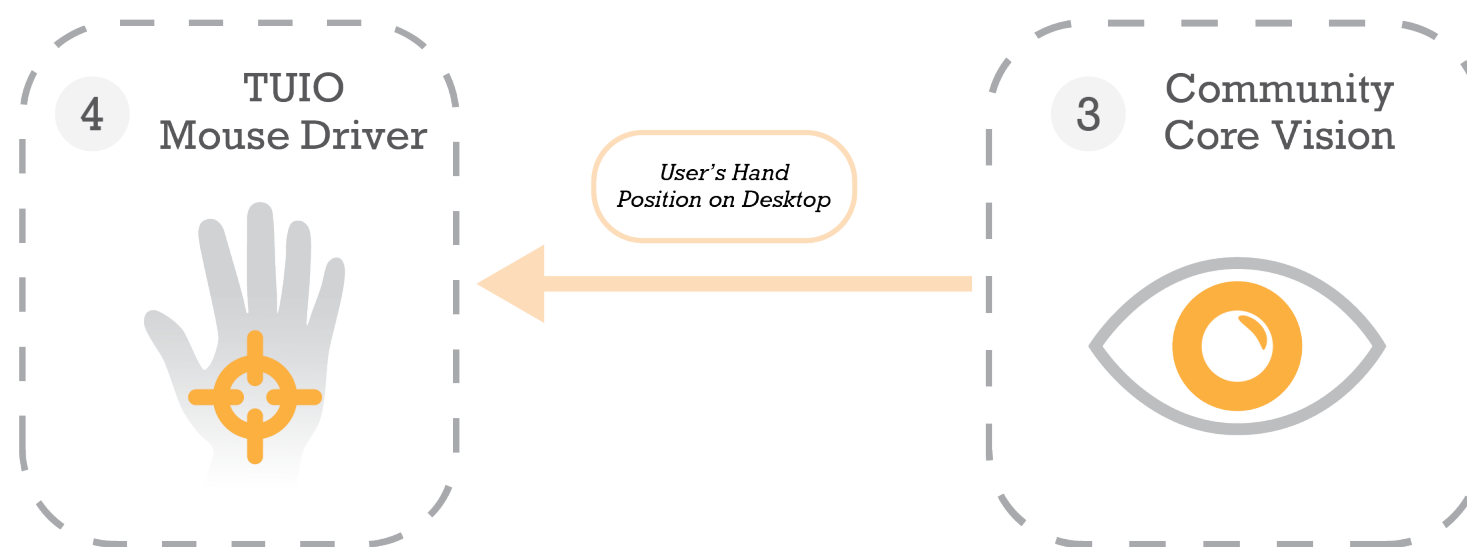 4
TUIO
Mouse Driver
User's Hand
Position on Desktop
3
Community
Core Vision